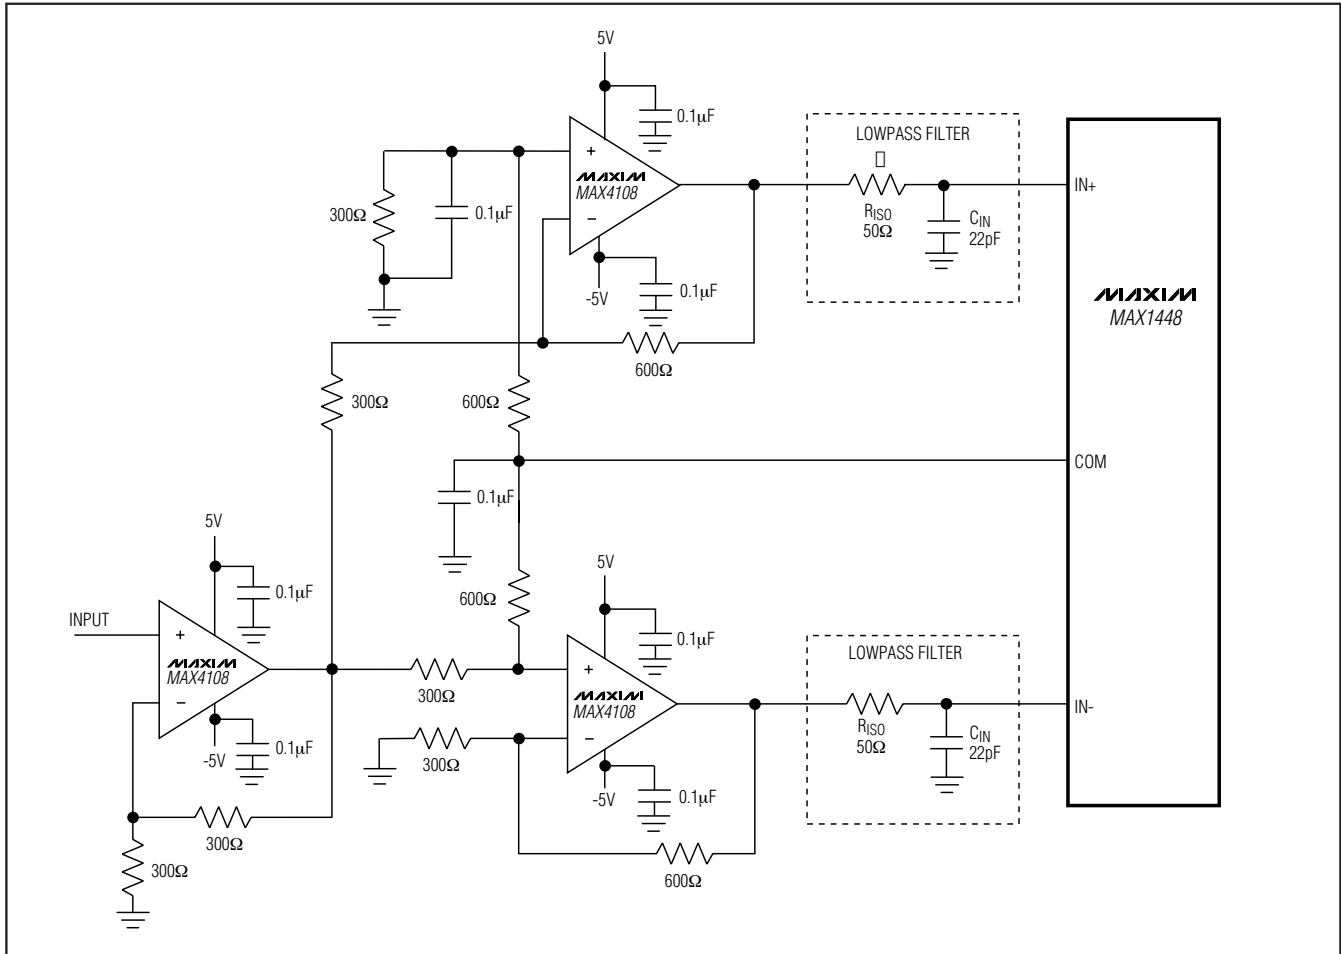 5V
0.1µF
LOWPASS FILTER
+
MAXIM
MAX4108
−
IN+
300Ω
0.1µF
RISO
50Ω
CIN
22pF
-5V
0.1µF
MAXIM
MAX1448
600Ω
300Ω
600Ω
COM
0.1µF
5V
0.1µF
5V
600Ω
INPUT
+
MAXIM
MAX4108
−
0.1µF
LOWPASS FILTER
300Ω
+
MAXIM
MAX4108
−
IN-
RISO
50Ω
CIN
22pF
-5V
0.1µF
300Ω
-5V
0.1µF
300Ω
300Ω
600Ω